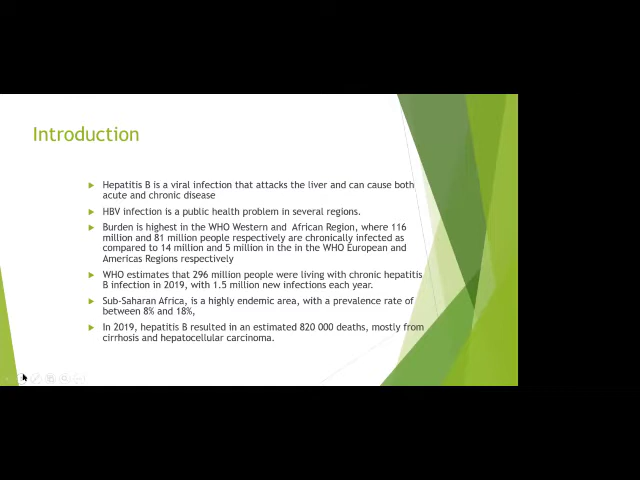 Introduction
Hepatitis B is a viral infection that attacks the liver and can cause both
acute and chronic disease
HBV infection is a public health problem in several regions.
Burden is highest in the WHO Western and African Region, where 116
million and 81 million people respectively are chronically infected as
compared to 14 million and 5 million in the in the WHO European and
Americas Regions respectively
WHO estimates that 296 million people were living with chronic hepatitis
B infection in 2019, with 1.5 million new infections each year.
Sub-Saharan Africa, is a highly endemic area, with a prevalence rate of
between 8% and 18%,
In 2019, hepatitis B resulted in an estimated 820 000 deaths, mostly from
cirrhosis and hepatocellular carcinoma.